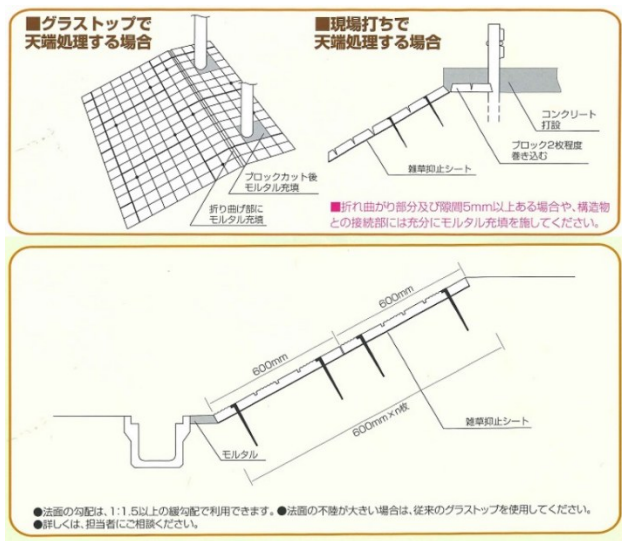 ■グラストップで
天端処理する場合
ブロックカット後
モルタル充填
折り曲げ部に
モルタル充填
■現場打ちで
天端処理する場合
コンクリート
打設
ブロック2枚程度
巻き込む
雑草抑止シート
■折れ曲がり部分及び隙間5mm以上ある場合や、構造物
との接続部には充分にモルタル充填を施してください。
600mm
600mm
600mm×n枚
雑草抑止シート
モルタル
●法面の勾配は、1:1.5以上の緩勾配で利用できます。●法面の不陸が大きい場合は、従来のグラストップを使用してください。
●詳しくは、担当者にご相談ください。